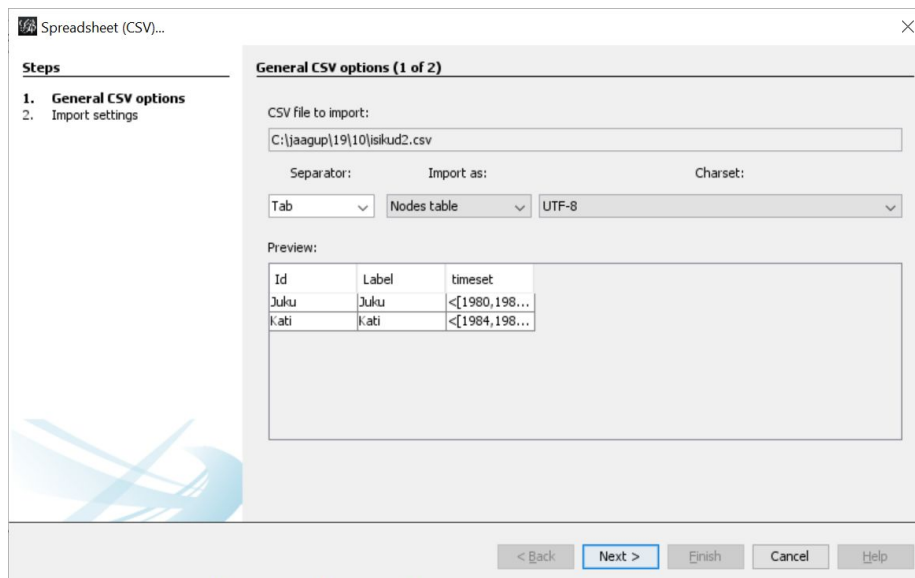 Spreadsheet (CSV)...
Steps
1. General CSV options
2. Import settings
General CSV options (1 of 2)
CSV file to import:
C:\jaagup\19\10\isikud2.csv
Separator: Import as: Charset:
Tab Nodes table UTF-8
Preview:
Id Label timeset
Juku Juku <[1980,198...
Kati Kati <[1984,198...
< Back Next > Finish Cancel Help